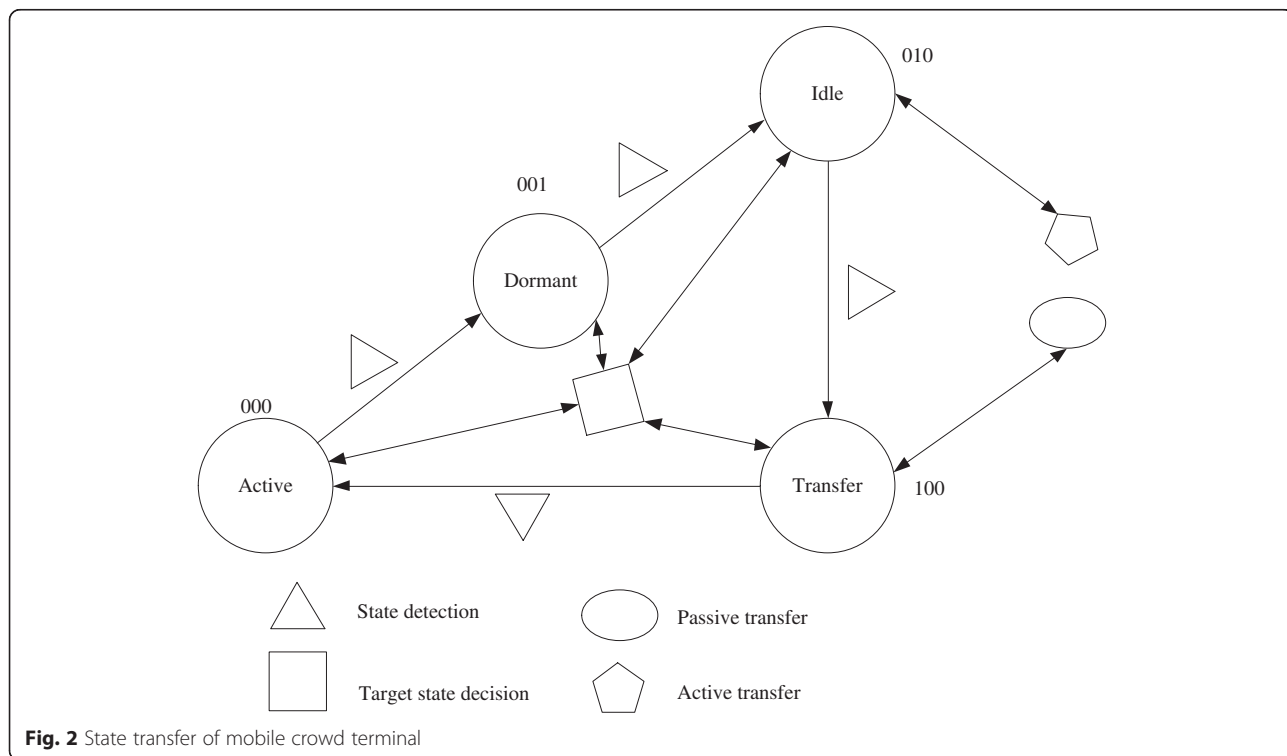 010
Idle
001
Dormant
000
Active
Transfer
100
State detection
Passive transfer
Target state decision
Active transfer
Fig. 2 State transfer of mobile crowd terminal